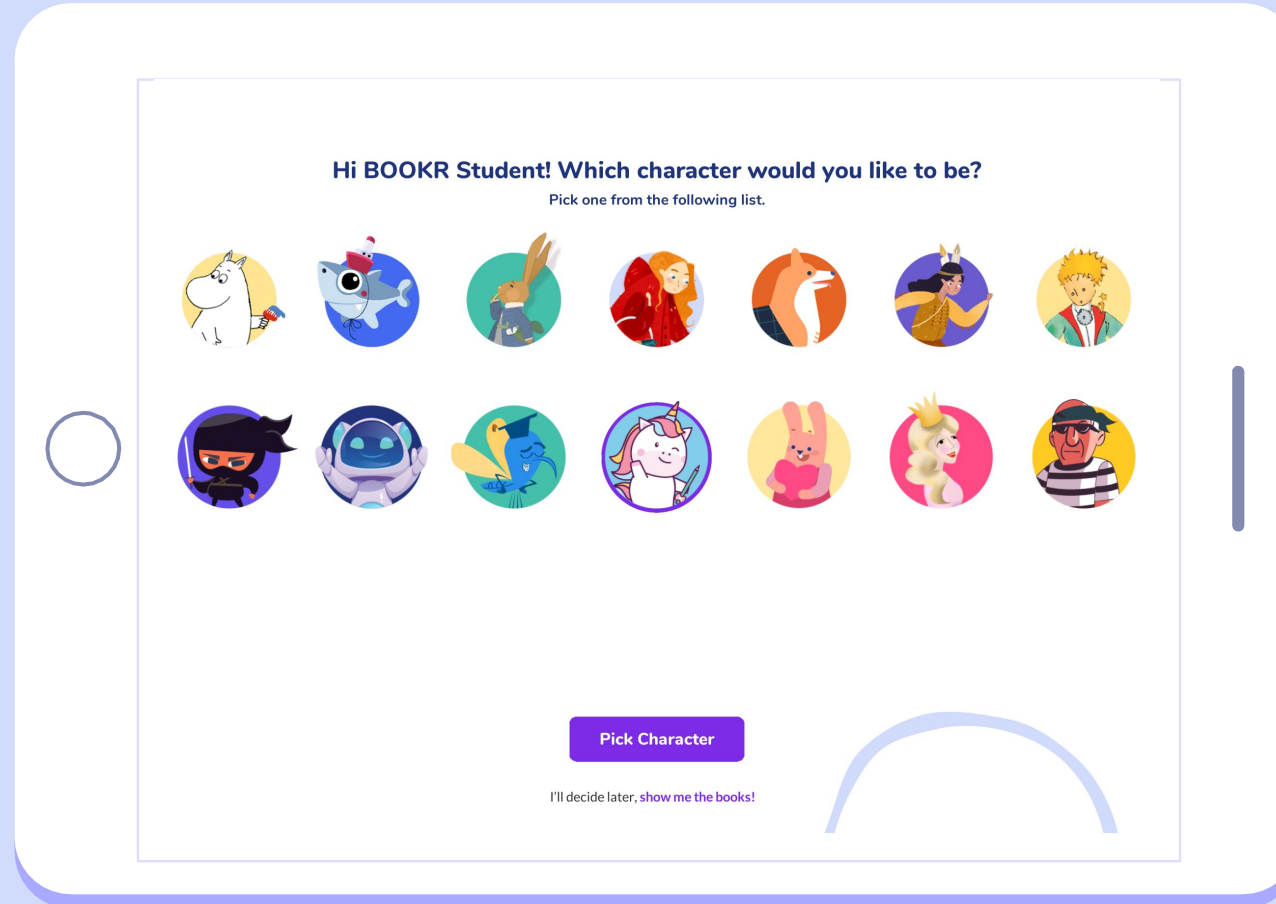 Hi BOOKR Student! Which character would you like to be?
Pick one from the following list.
Pick Character
I'll decide later, show me the books!